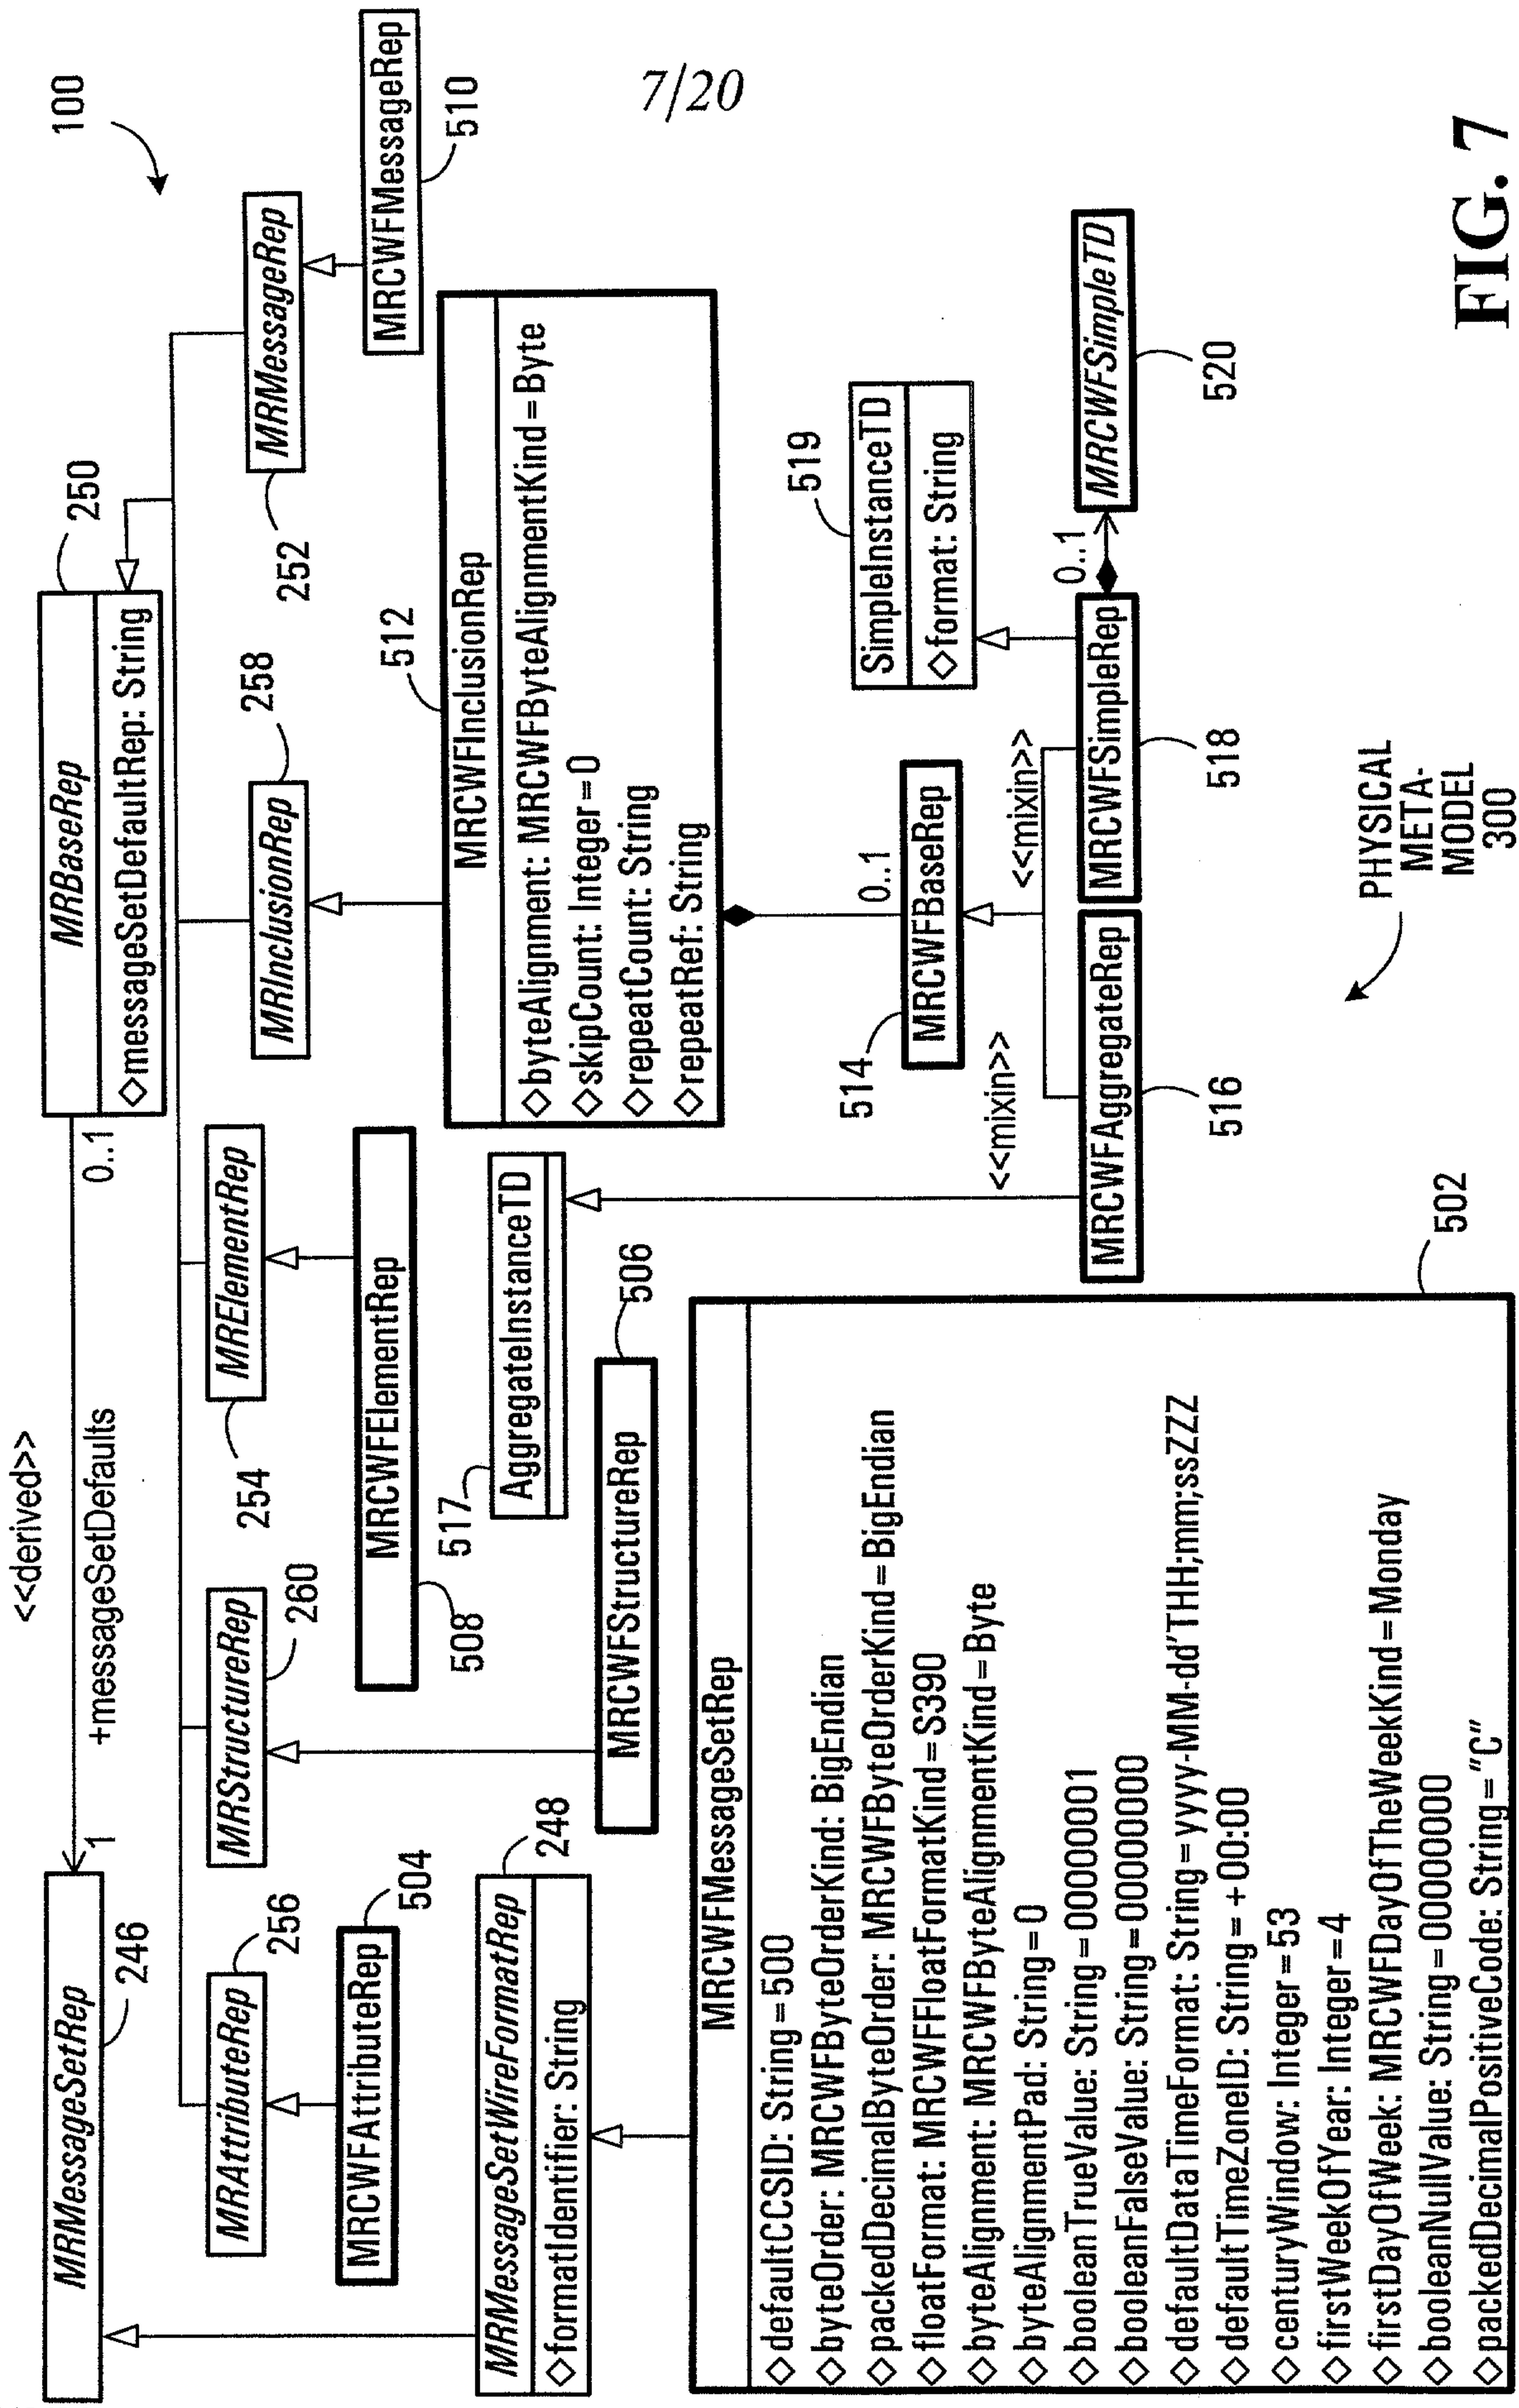 7/20
100
<<derived>>
MRMessageSetRep
246
1
+messageSetDefaults
0..1
MRBaseRep
◇messageSetDefaultRep: String
250
MRAttributeRep
256
MRStructureRep
260
MRElementRep
254
MRInclusionRep
258
MRMessageRep
252
MRCWFAttributeRep
504
MRCWFElementRep
508
MRCWFMessageRep
510
MRMessageSetWireFormatRep
◇formatIdentifier: String
248
MRCWFStructureRep
506
AggregateInstanceTD
517
MRCWFInclusionRep
◇byteAlignment: MRCWFByteAlignmentKind=Byte
◇skipCount: Integer=0
◇repeatCount: String
◇repeatRef: String
512
MRCWFMessageSetRep
◇defaultCCSID: String=500
◇byteOrder: MRCWFByteOrderKind: BigEndian
◇packedDecimalByteOrder: MRCWFByteOrderKind=BigEndian
◇floatFormat: MRCWFFloatFormatKind=S390
◇byteAlignment: MRCWFByteAlignmentKind=Byte
◇byteAlignmentPad: String=0
◇booleanTrueValue: String=00000001
◇booleanFalseValue: String=00000000
◇defaultDataTimeFormat: String=yyyy-MM-dd'THH;mm;ssZZZ
◇defaultTimeZoneID: String=+00:00
◇centuryWindow: Integer=53
◇firstWeekOfYear: Integer=4
◇firstDayOfWeek: MRCWFDayOfTheWeekKind=Monday
◇booleanNullValue: String=00000000
◇packedDecimalPositiveCode: String="C"
502
0..1
MRCWFBaseRep
514
SimpleInstanceTD
◇format: String
519
<<mixin>>
<<mixin>>
MRCWFAggregateRep
516
MRCWFSimpleRep
518
0..1
MRCWFSimpleTD
520
PHYSICAL
META-
MODEL
300
FIG. 7